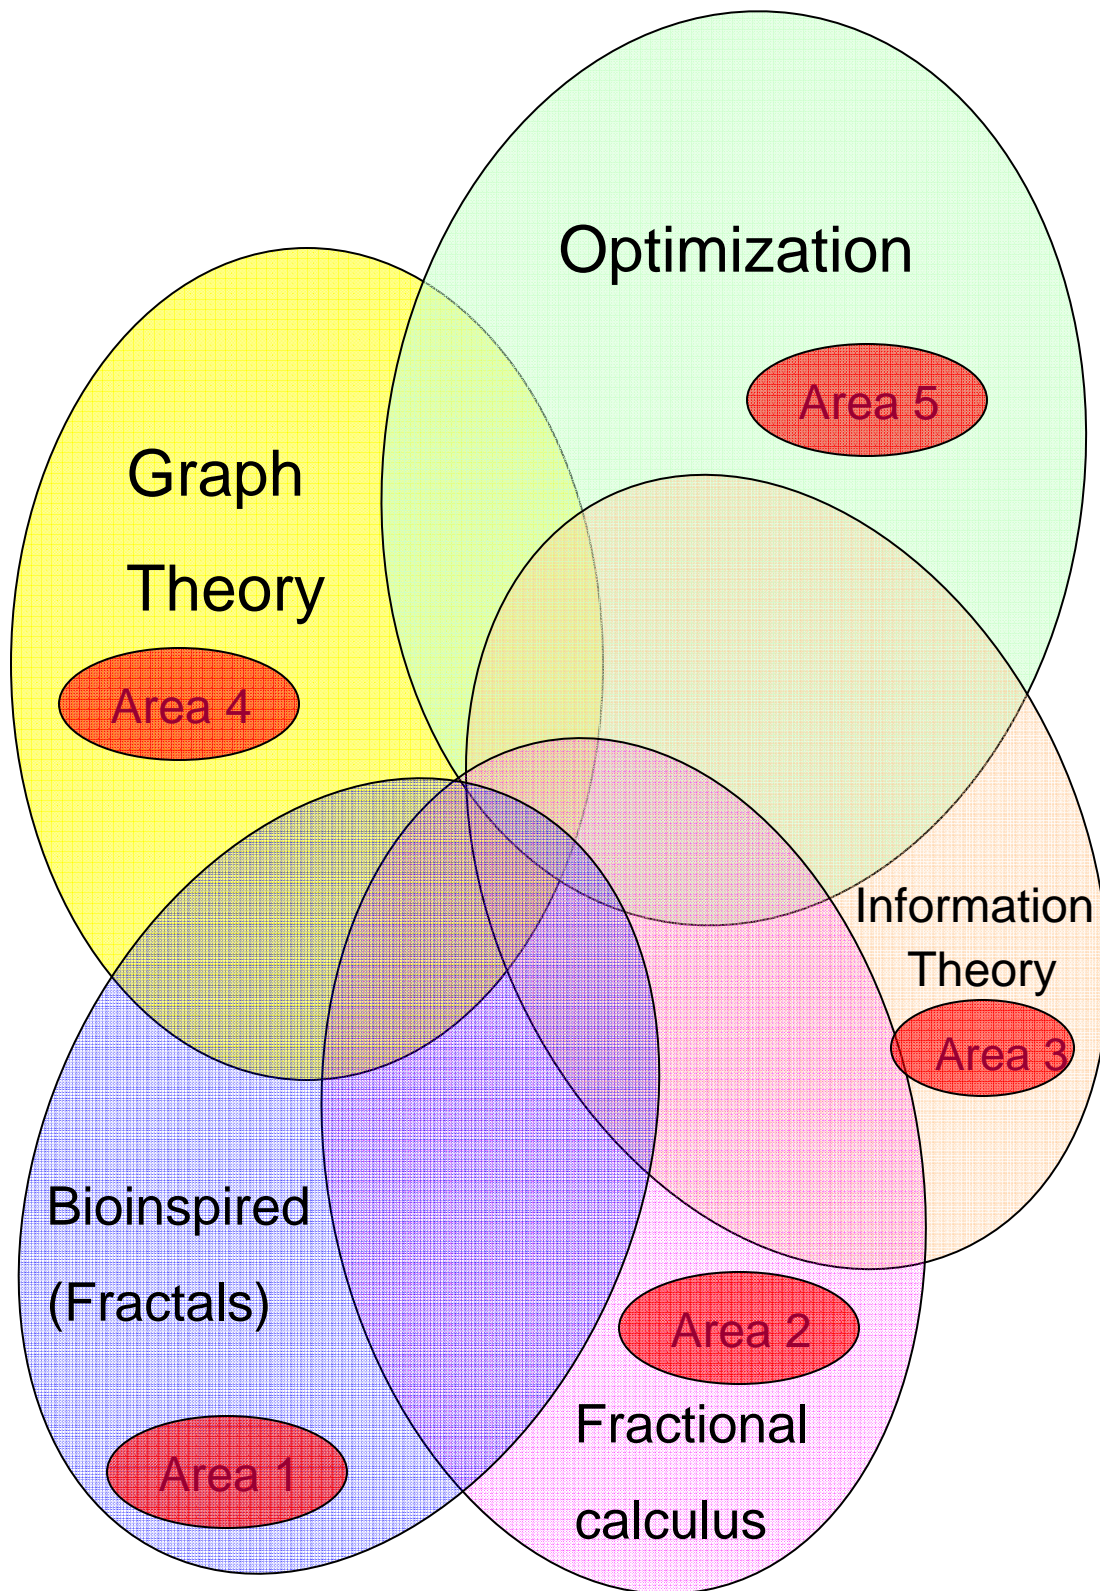 Optimization
Area 5
Graph
Theory
Area 4
Information
Theory
Area 3
Bioinspired
(Fractals)
Area 1
Area 2
Fractional
calculus